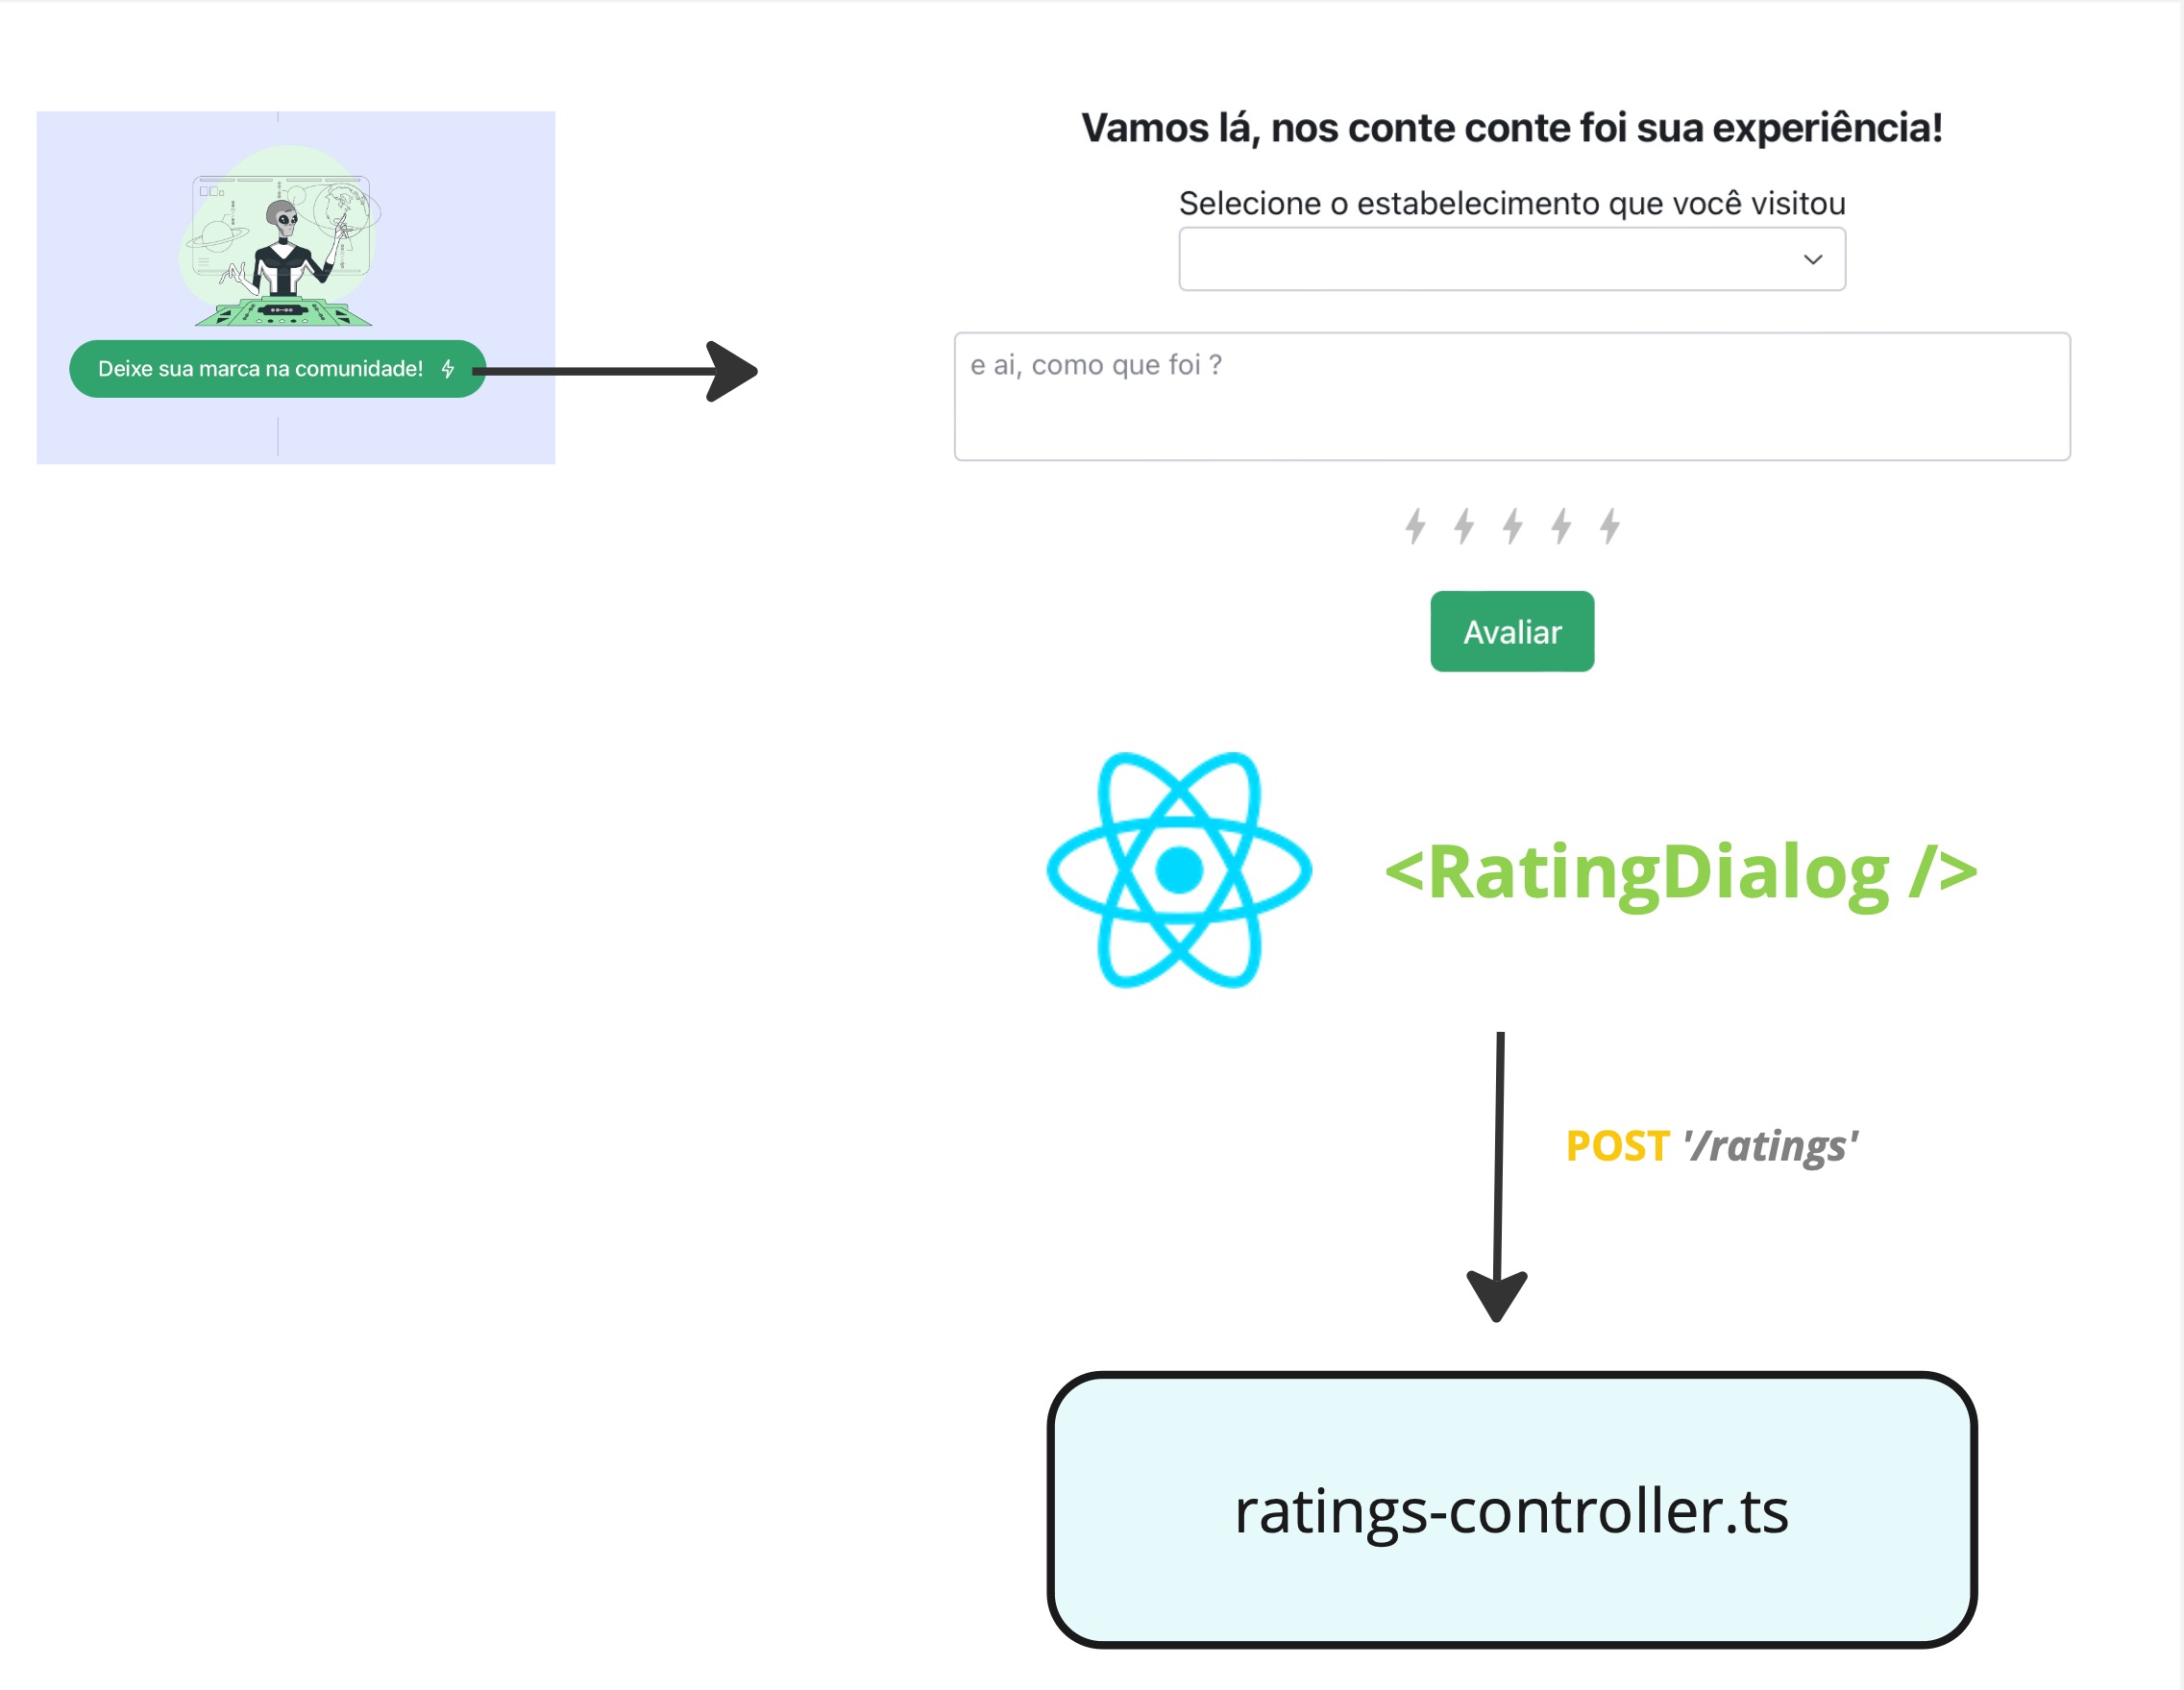 Deixe sua marca na comunidade!
Vamos lá, nos conte conte foi sua experiência!
Selecione o estabelecimento que você visitou
e ai, como que foi ?
Avaliar
<RatingDialog />
POST '/ratings'
ratings-controller.ts